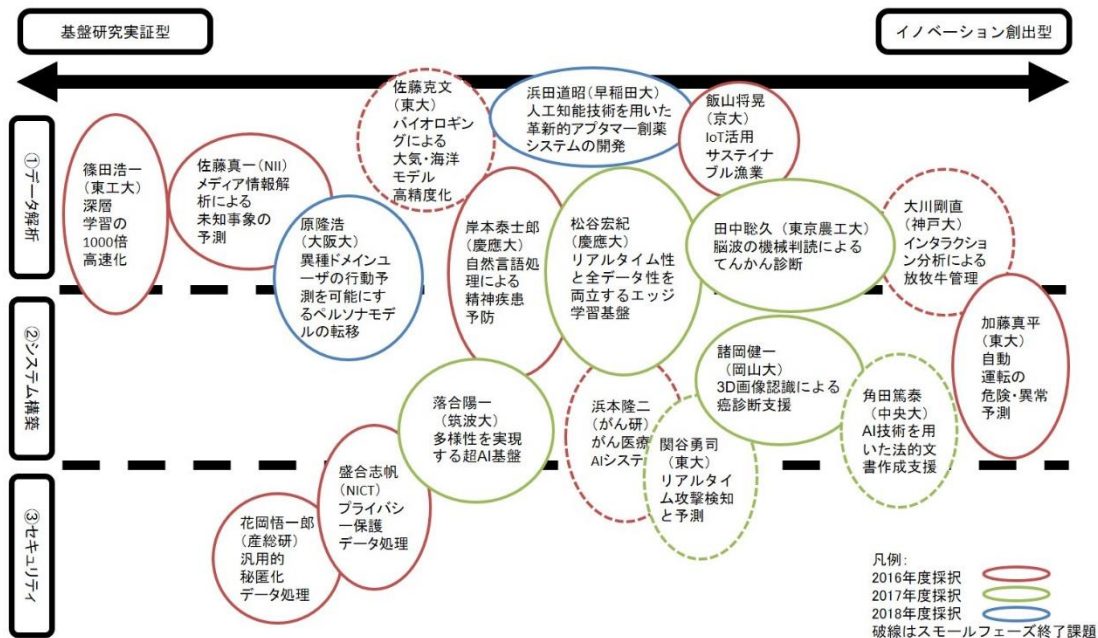 基盤研究実証型
イノベーション創出型
①データ解析
②システム構築
③セキュリティ
篠田浩一
(東工大)
深層
学習の
1000倍
高速化
佐藤真一(NII)
メディア情報解
析による
未知事象の
予測
原隆浩
(大阪大)
異種ドメインユ
ーザの行動予
測を可能にす
るペルソナモデ
ルの転移
佐藤克文
(東大)
バイオロギン
グによる
大気・海洋
モデル
高精度化
浜田道昭(早稲田大)
人工知能技術を用いた
革新的アプタマー創薬
システムの開発
飯山将晃
(京大)
IoT活用
サステイナ
ブル漁業
岸本泰士郎
(慶應大)
自然言語処
理による
精神疾患
予防
松谷宏紀
(慶應大)
リアルタイム性
と全データ性を
両立するエッジ
学習基盤
田中聡久(東京農工大)
脳波の機械判読による
てんかん診断
大川剛直
(神戸大)
インタラクショ
ン分析による
放牧牛管理
加藤真平
(東大)
自動
運転の
危険・異常
予測
落合陽一
(筑波大)
多様性を実現
する超AI基盤
浜本隆二
(がん研)
がん医療
AIシステ
諸岡健一
(岡山大)
3D画像認識による
癌診断支援
関谷勇司
(東大)
リアルタイ
ム攻撃検知
と予測
角田篤泰
(中央大)
AI技術を用
いた法的文
書作成支援
盛合志帆
(NICT)
プライバシ
ー保護
データ処理
花岡悟一郎
(産総研)
汎用的
秘匿化
データ処理
凡例:
2016年度採択
2017年度採択
2018年度採択
破線はスモールフェーズ終了課題